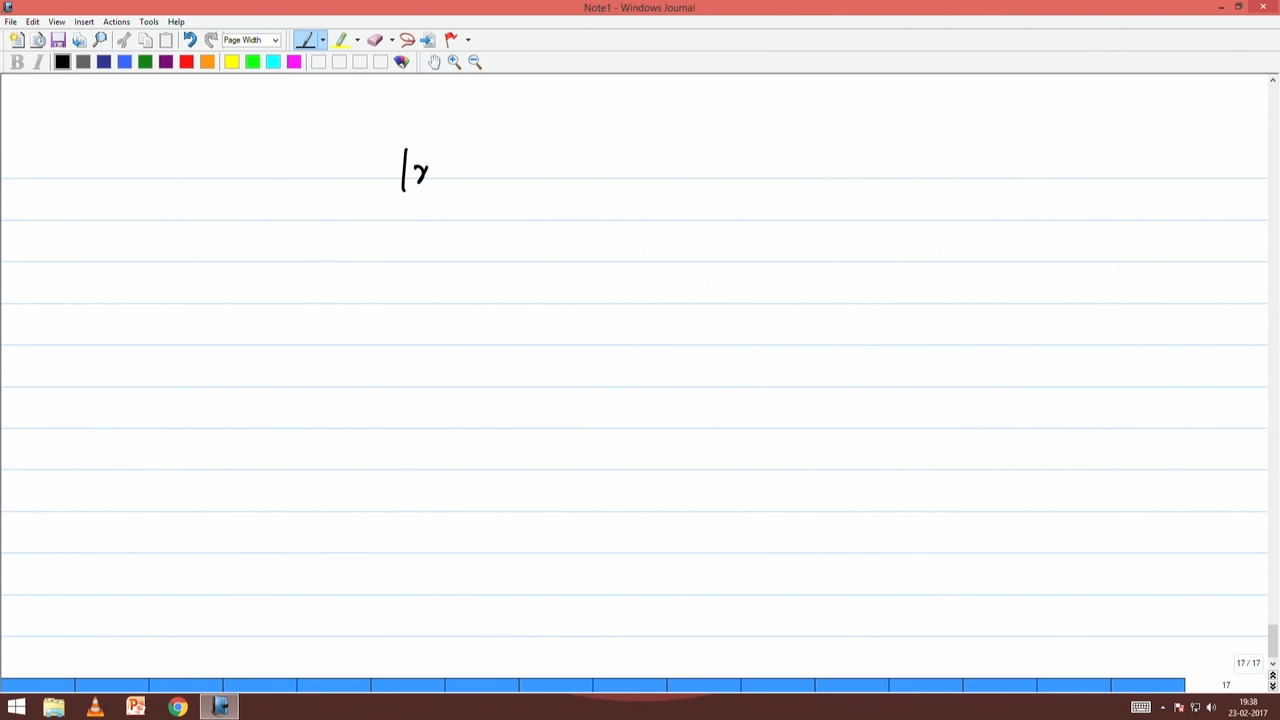 Note1 - Windows Journal
File Edit View Insert Actions Tools Help
Page Width
B I
|x
17 / 17
17
19:38
23-02-2017